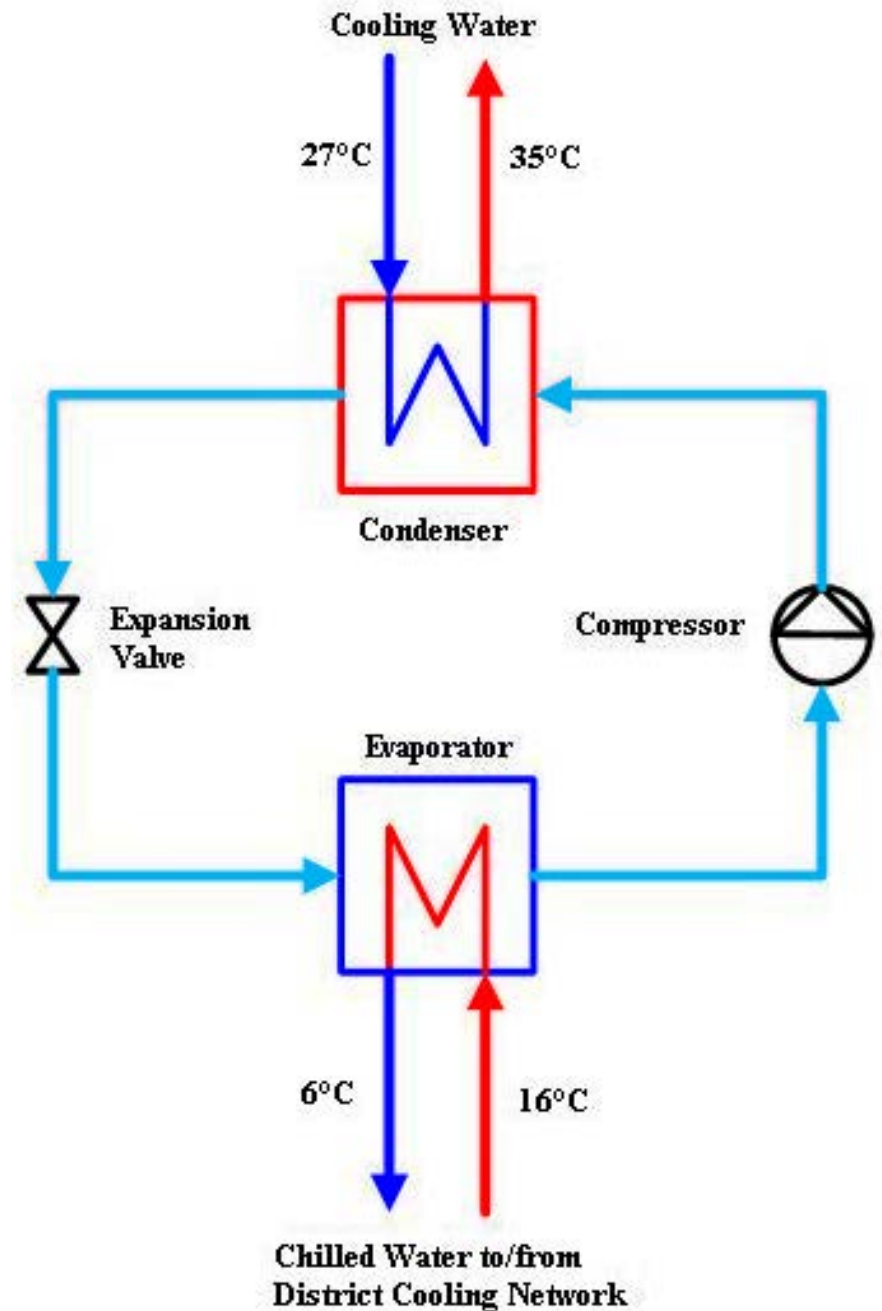 Cooling Water
27°C
35°C
Condenser
Expansion
Valve
Compressor
Evaporator
6°C
16°C
Chilled Water to/from
District Cooling Network